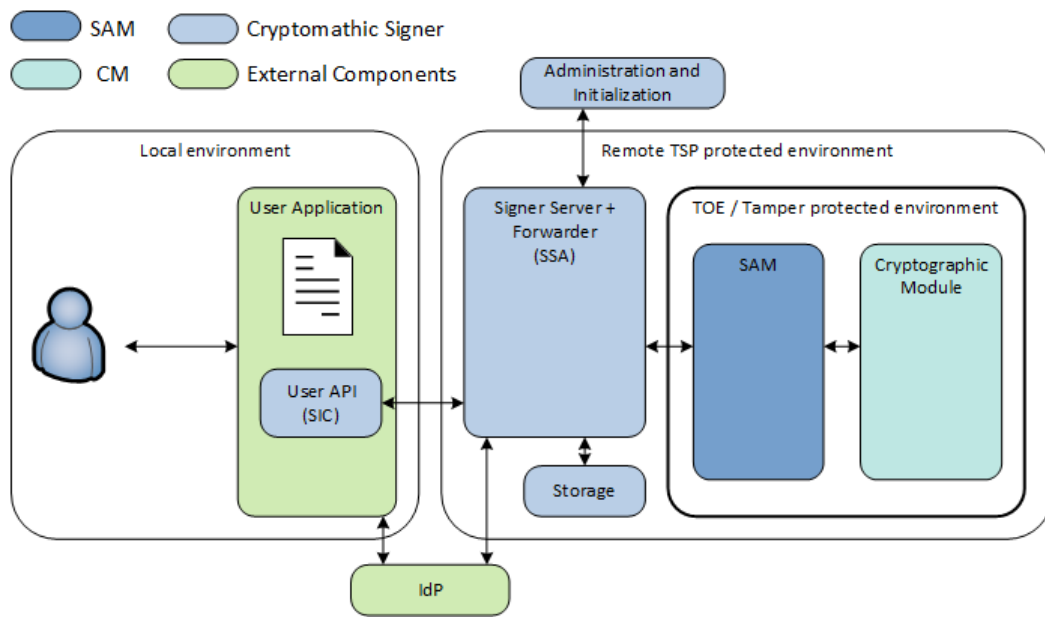 SAM
Cryptomathic Signer
CM
External Components
Administration and
Initialization
Local environment
Remote TSP protected environment
User Application
Signer Server +
Forwarder
(SSA)
TOE / Tamper protected environment
SAM
Cryptographic
Module
User API
(SIC)
Storage
IdP